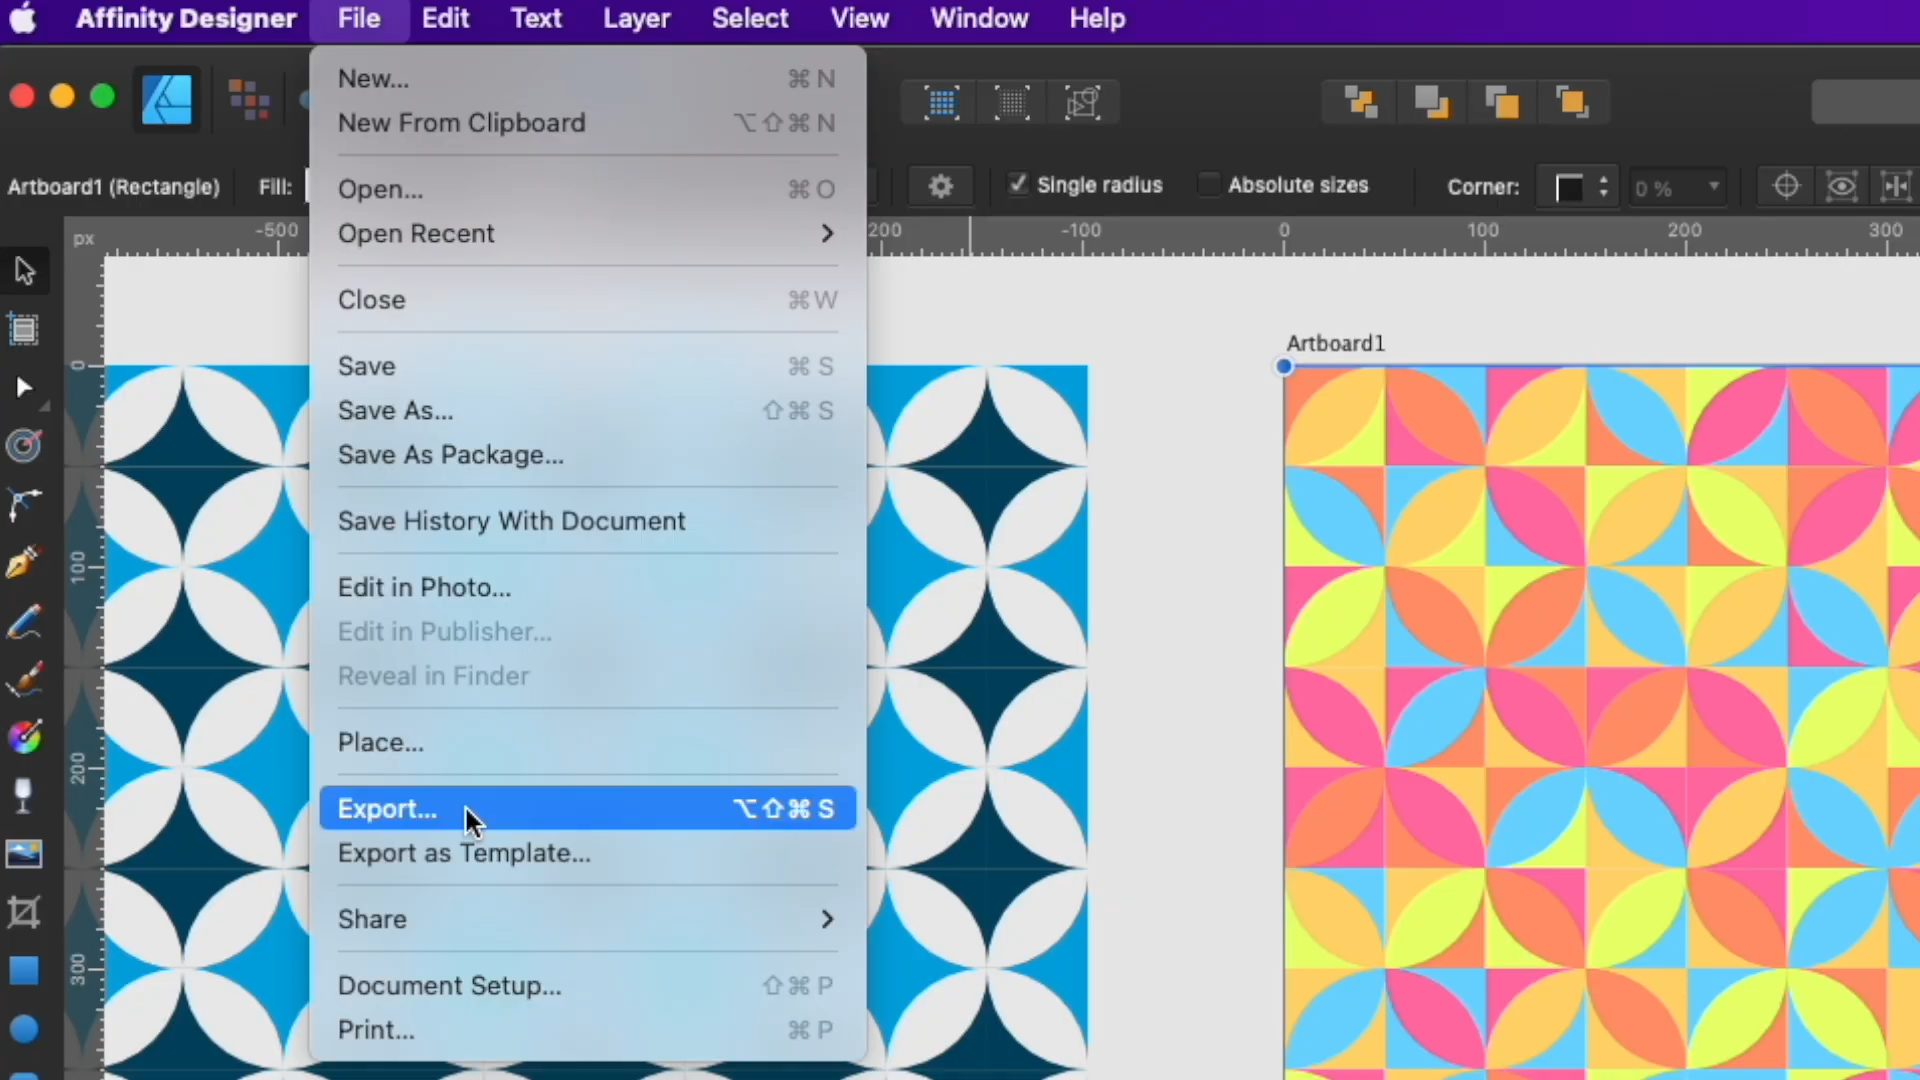 Affinity Designer File Edit Text Layer Select View Window Help
New... ⌘ N
New From Clipboard ⌥⇧⌘ N
Open... ⌘ O
Open Recent
Close ⌘W
Save ⌘ S
Save As... ⇧⌘ S
Save As Package...
Save History With Document
Edit in Photo...
Edit in Publisher...
Reveal in Finder
Place...
Export... ⌥⇧⌘ S
Export as Template...
Share
Document Setup... ⇧⌘ P
Print... ⌘ P
Artboard1 (Rectangle) Fill: Single radius Absolute sizes Corner: 0 %
px -500 200 -100 0 100 200 300
Artboard1
0
100
200
300